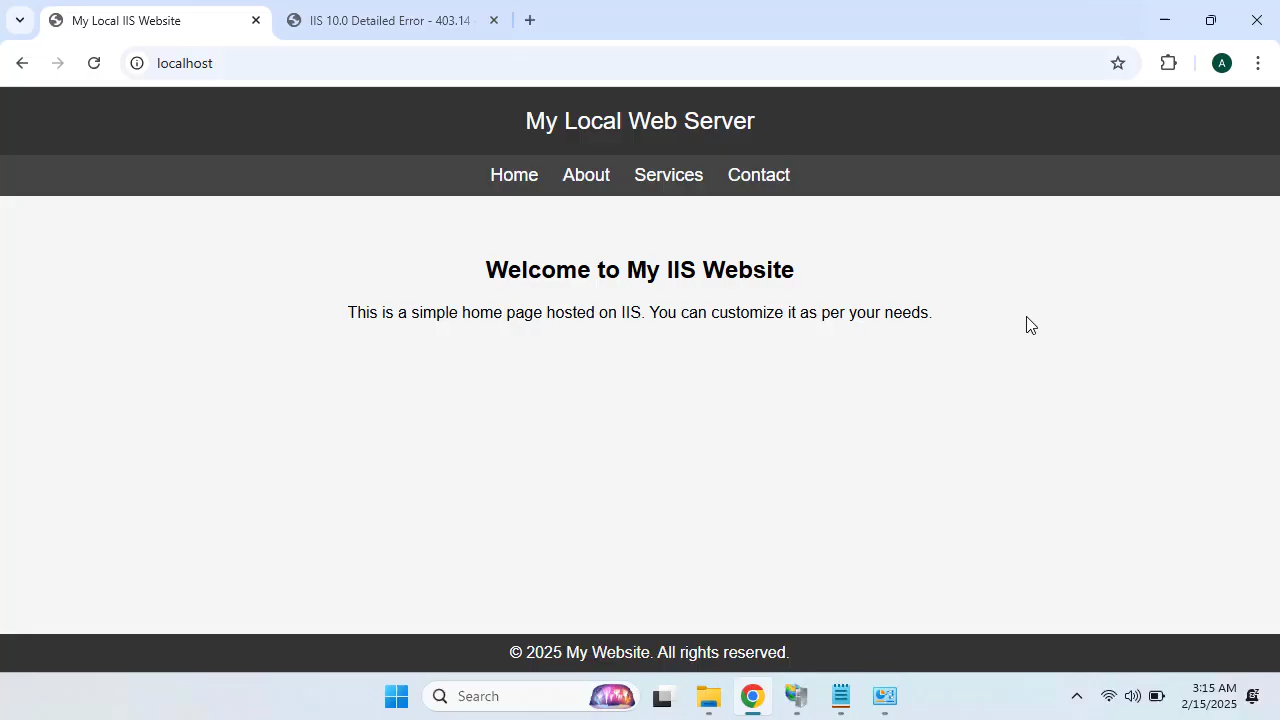 My Local IIS Website
IIS 10.0 Detailed Error - 403.14
localhost
A
My Local Web Server
Home About Services Contact
Welcome to My IIS Website
This is a simple home page hosted on IIS. You can customize it as per your needs.
© 2025 My Website. All rights reserved.
Search
3:15 AM
2/15/2025